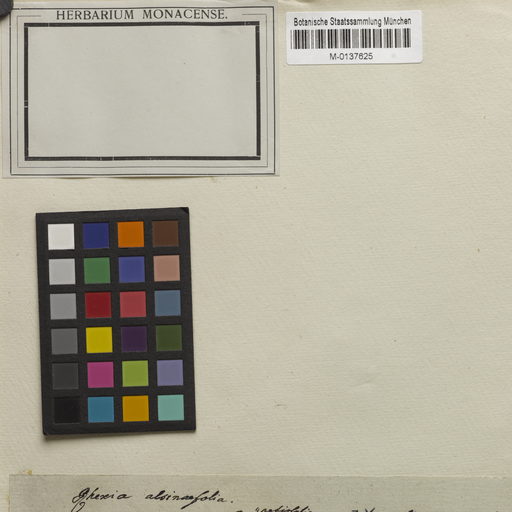 HERBARIUM MONACENSE.
Botanische Staatssammlung München
M-0137625
Rhexia alsinaefolia.